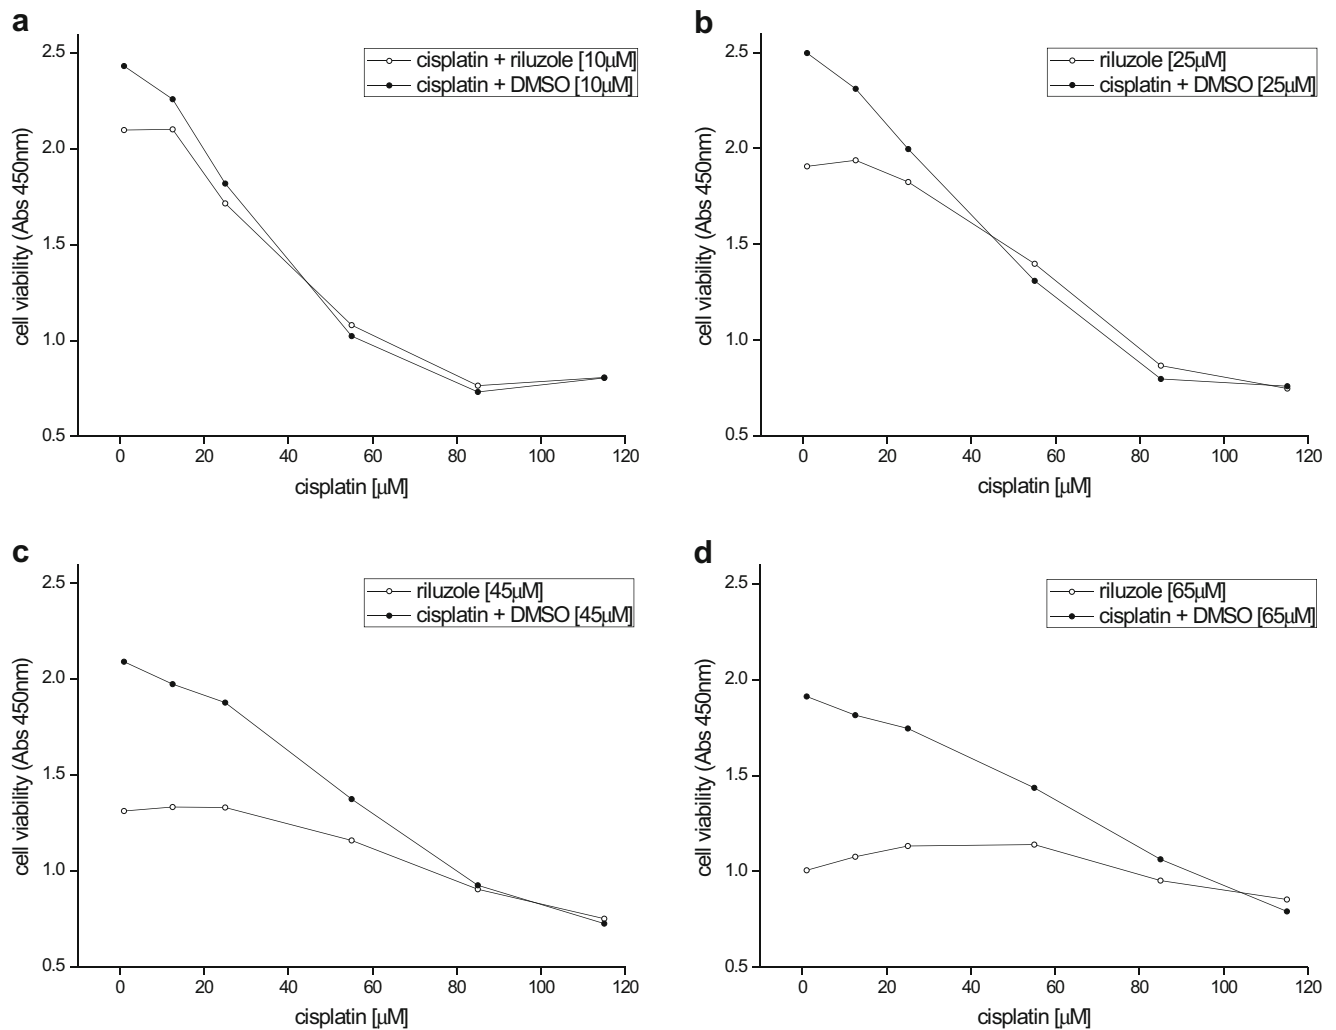 a
cisplatin + riluzole [10µM]
cisplatin + DMSO [10µM]
cell viability (Abs 450nm)
2.5
2.0
1.5
1.0
0.5
0 20 40 60 80 100 120
cisplatin [µM]
b
riluzole [25µM]
cisplatin + DMSO [25µM]
cell viability (Abs 450nm)
2.5
2.0
1.5
1.0
0.5
0 20 40 60 80 100 120
cisplatin [µM]
c
riluzole [45µM]
cisplatin + DMSO [45µM]
cell viability (Abs 450nm)
2.5
2.0
1.5
1.0
0.5
0 20 40 60 80 100 120
cisplatin [µM]
d
riluzole [65µM]
cisplatin + DMSO [65µM]
cell viability (Abs 450nm)
2.5
2.0
1.5
1.0
0.5
0 20 40 60 80 100 120
cisplatin [µM]